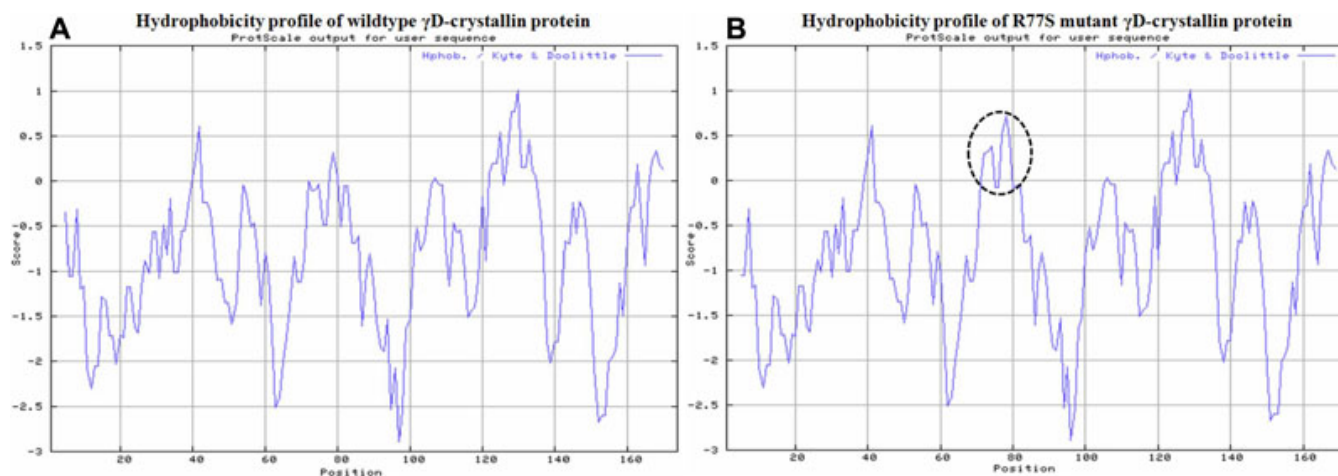 A
Hydrophobicity profile of wildtype γD-crystallin protein
ProtScale output for user sequence
Hphob. / Kyte & Doolittle
1.5
1
0.5
0
-0.5
-1
-1.5
-2
-2.5
-3
Score
20 40 60 80 100 120 140 160
Position
B
Hydrophobicity profile of R77S mutant γD-crystallin protein
ProtScale output for user sequence
Hphob. / Kyte & Doolittle
1.5
1
0.5
0
-0.5
-1
-1.5
-2
-2.5
-3
Score
20 40 60 80 100 120 140 160
Position